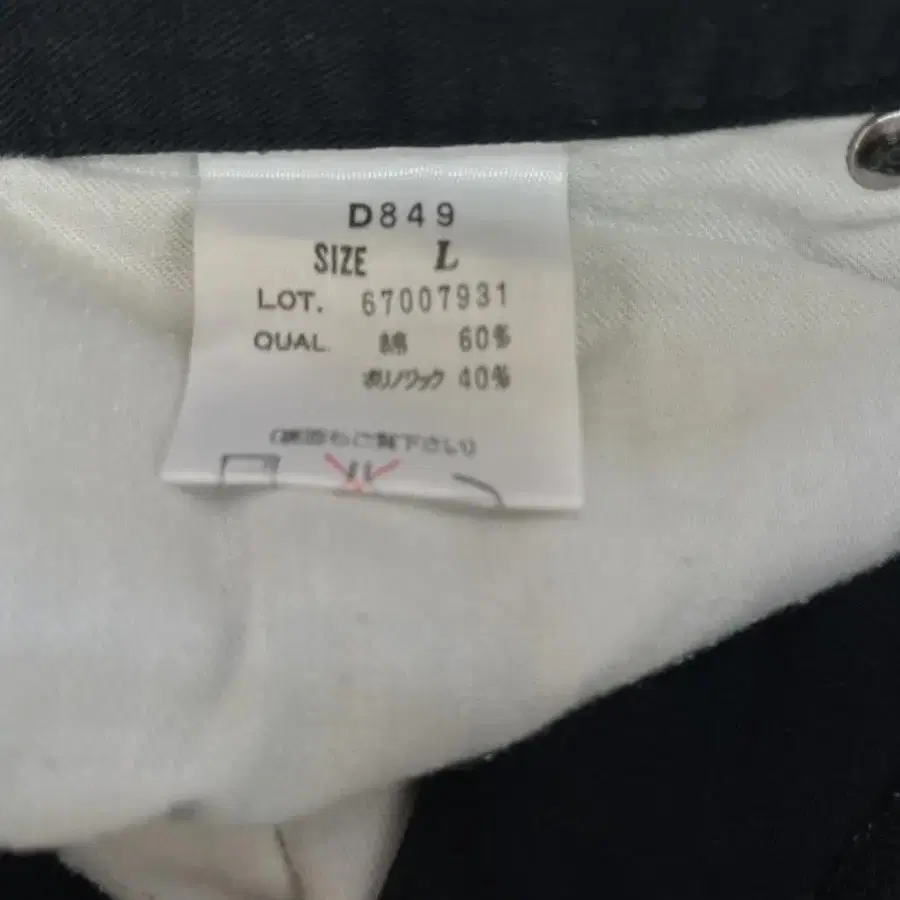 D849
SIZE L
LOT. 67007931
QUAL. 綿 60%
ポリノジック 40%
(裏面もご覧下さい)